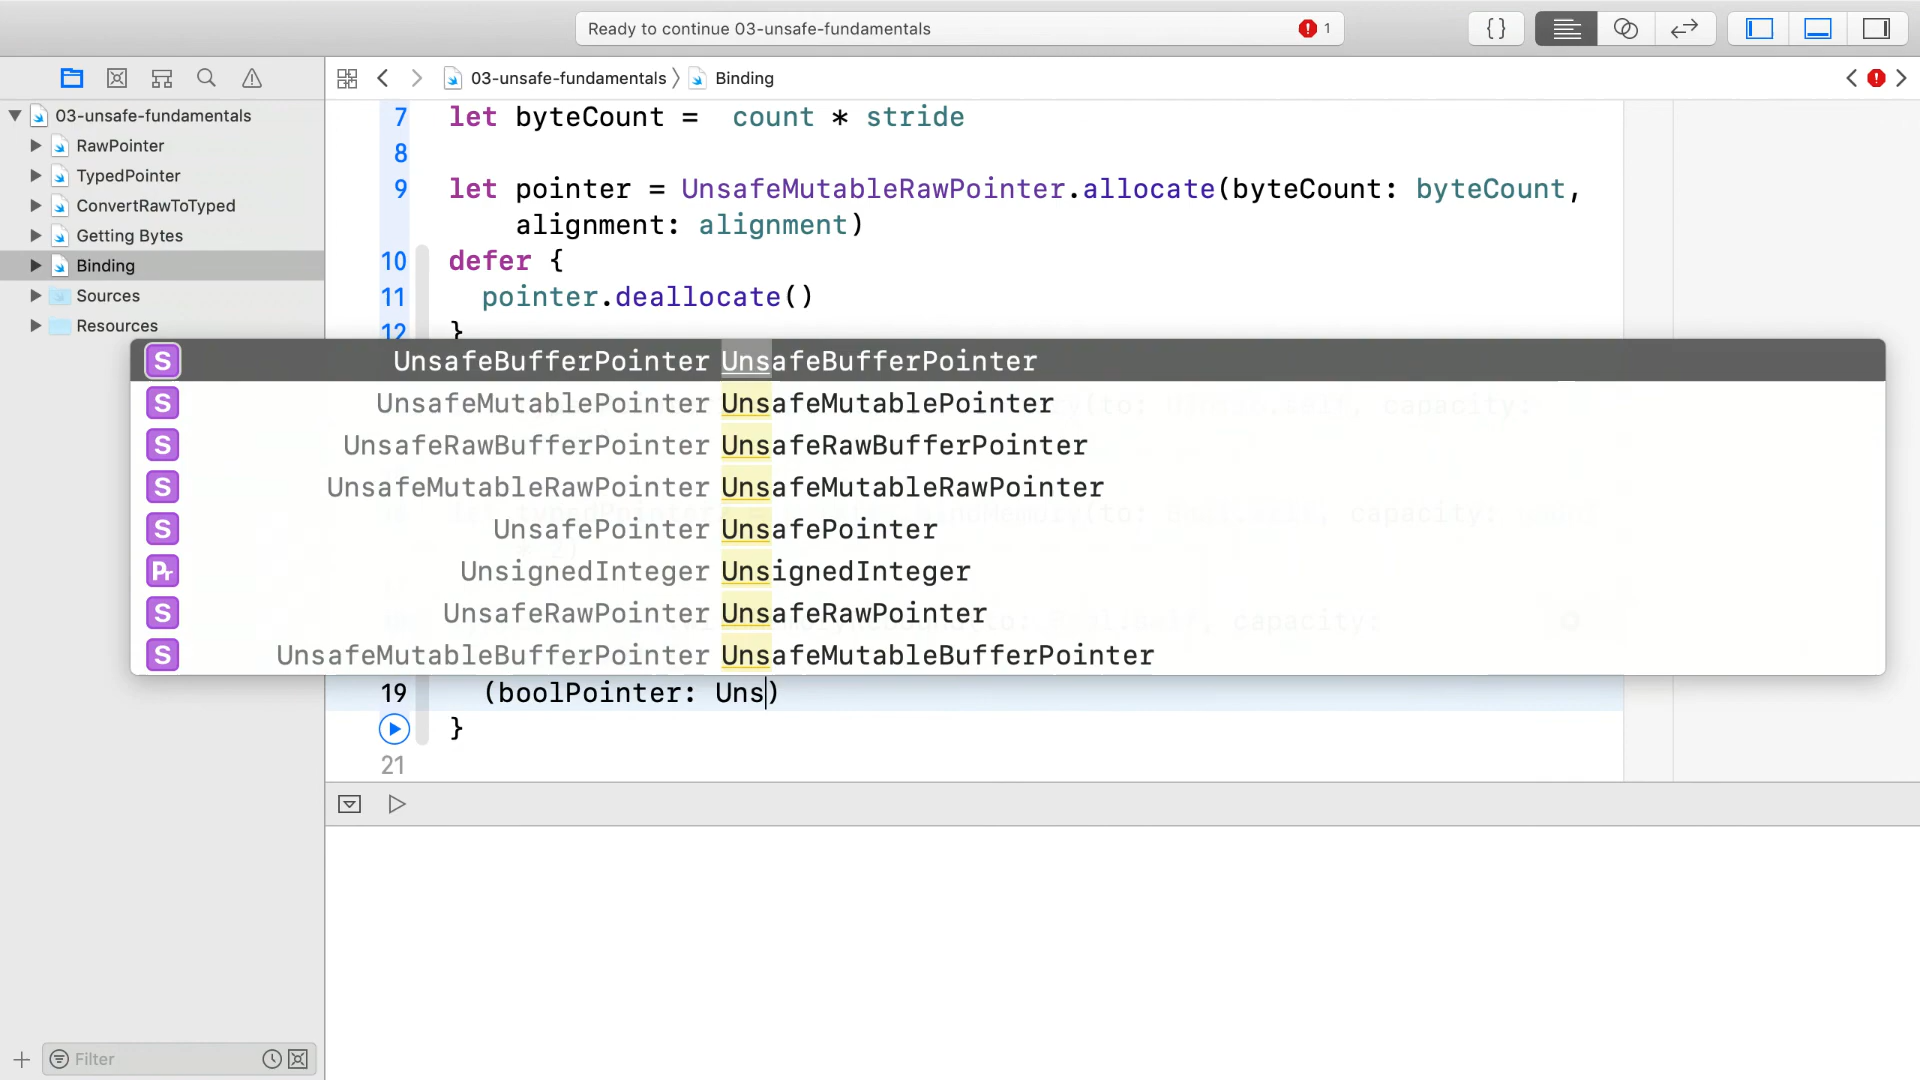 Ready to continue 03-unsafe-fundamentals
1
{}
03-unsafe-fundamentals
Binding
03-unsafe-fundamentals
RawPointer
TypedPointer
ConvertRawToTyped
Getting Bytes
Binding
Sources
Resources
7 let byteCount =  count * stride
8
9 let pointer = UnsafeMutableRawPointer.allocate(byteCount: byteCount,
alignment: alignment)
10 defer {
11 pointer.deallocate()
12 }
S UnsafeBufferPointer UnsafeBufferPointer
S UnsafeMutablePointer UnsafeMutablePointer
S UnsafeRawBufferPointer UnsafeRawBufferPointer
S UnsafeMutableRawPointer UnsafeMutableRawPointer
S UnsafePointer UnsafePointer
Pr UnsignedInteger UnsignedInteger
S UnsafeRawPointer UnsafeRawPointer
S UnsafeMutableBufferPointer UnsafeMutableBufferPointer
19 (boolPointer: Uns)
}
21
Filter